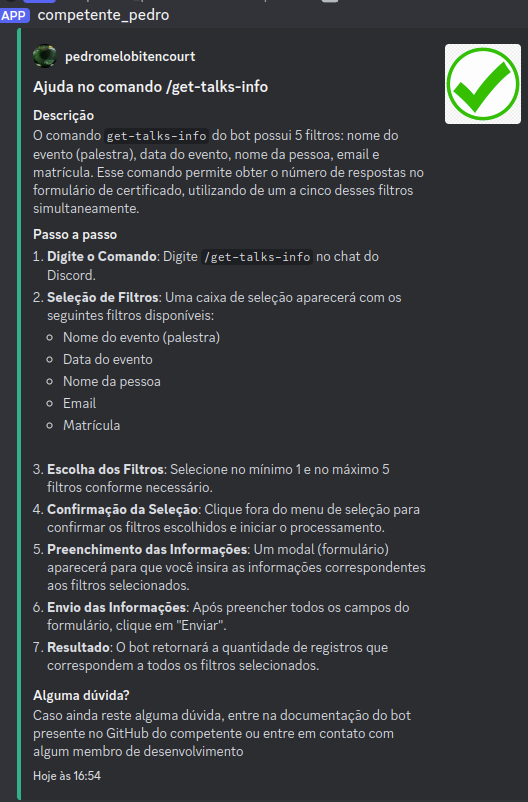 APP competente_pedro
pedromelobitencourt
Ajuda no comando /get-talks-info
Descrição
O comando get-talks-info do bot possui 5 filtros: nome do
evento (palestra), data do evento, nome da pessoa, email e
matrícula. Esse comando permite obter o número de respostas no
formulário de certificado, utilizando de um a cinco desses filtros
simultaneamente.
Passo a passo
1. Digite o Comando: Digite /get-talks-info no chat do
Discord.
2. Seleção de Filtros: Uma caixa de seleção aparecerá com os
seguintes filtros disponíveis:
Nome do evento (palestra)
Data do evento
Nome da pessoa
Email
Matrícula
3. Escolha dos Filtros: Selecione no mínimo 1 e no máximo 5
filtros conforme necessário.
4. Confirmação da Seleção: Clique fora do menu de seleção para
confirmar os filtros escolhidos e iniciar o processamento.
5. Preenchimento das Informações: Um modal (formulário)
aparecerá para que você insira as informações correspondentes
aos filtros selecionados.
6. Envio das Informações: Após preencher todos os campos do
formulário, clique em "Enviar".
7. Resultado: O bot retornará a quantidade de registros que
correspondem a todos os filtros selecionados.
Alguma dúvida?
Caso ainda reste alguma dúvida, entre na documentação do bot
presente no GitHub do competente ou entre em contato com
algum membro de desenvolvimento
Hoje às 16:54